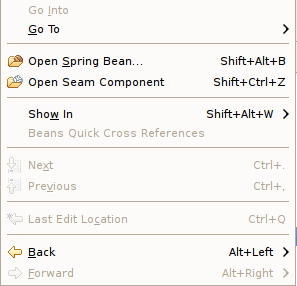 Go Into
Go To
Open Spring Bean... Shift+Alt+B
Open Seam Component Shift+Ctrl+Z
Show In Shift+Alt+W
Beans Quick Cross References
Next Ctrl+.
Previous Ctrl+,
Last Edit Location Ctrl+Q
Back Alt+Left
Forward Alt+Right